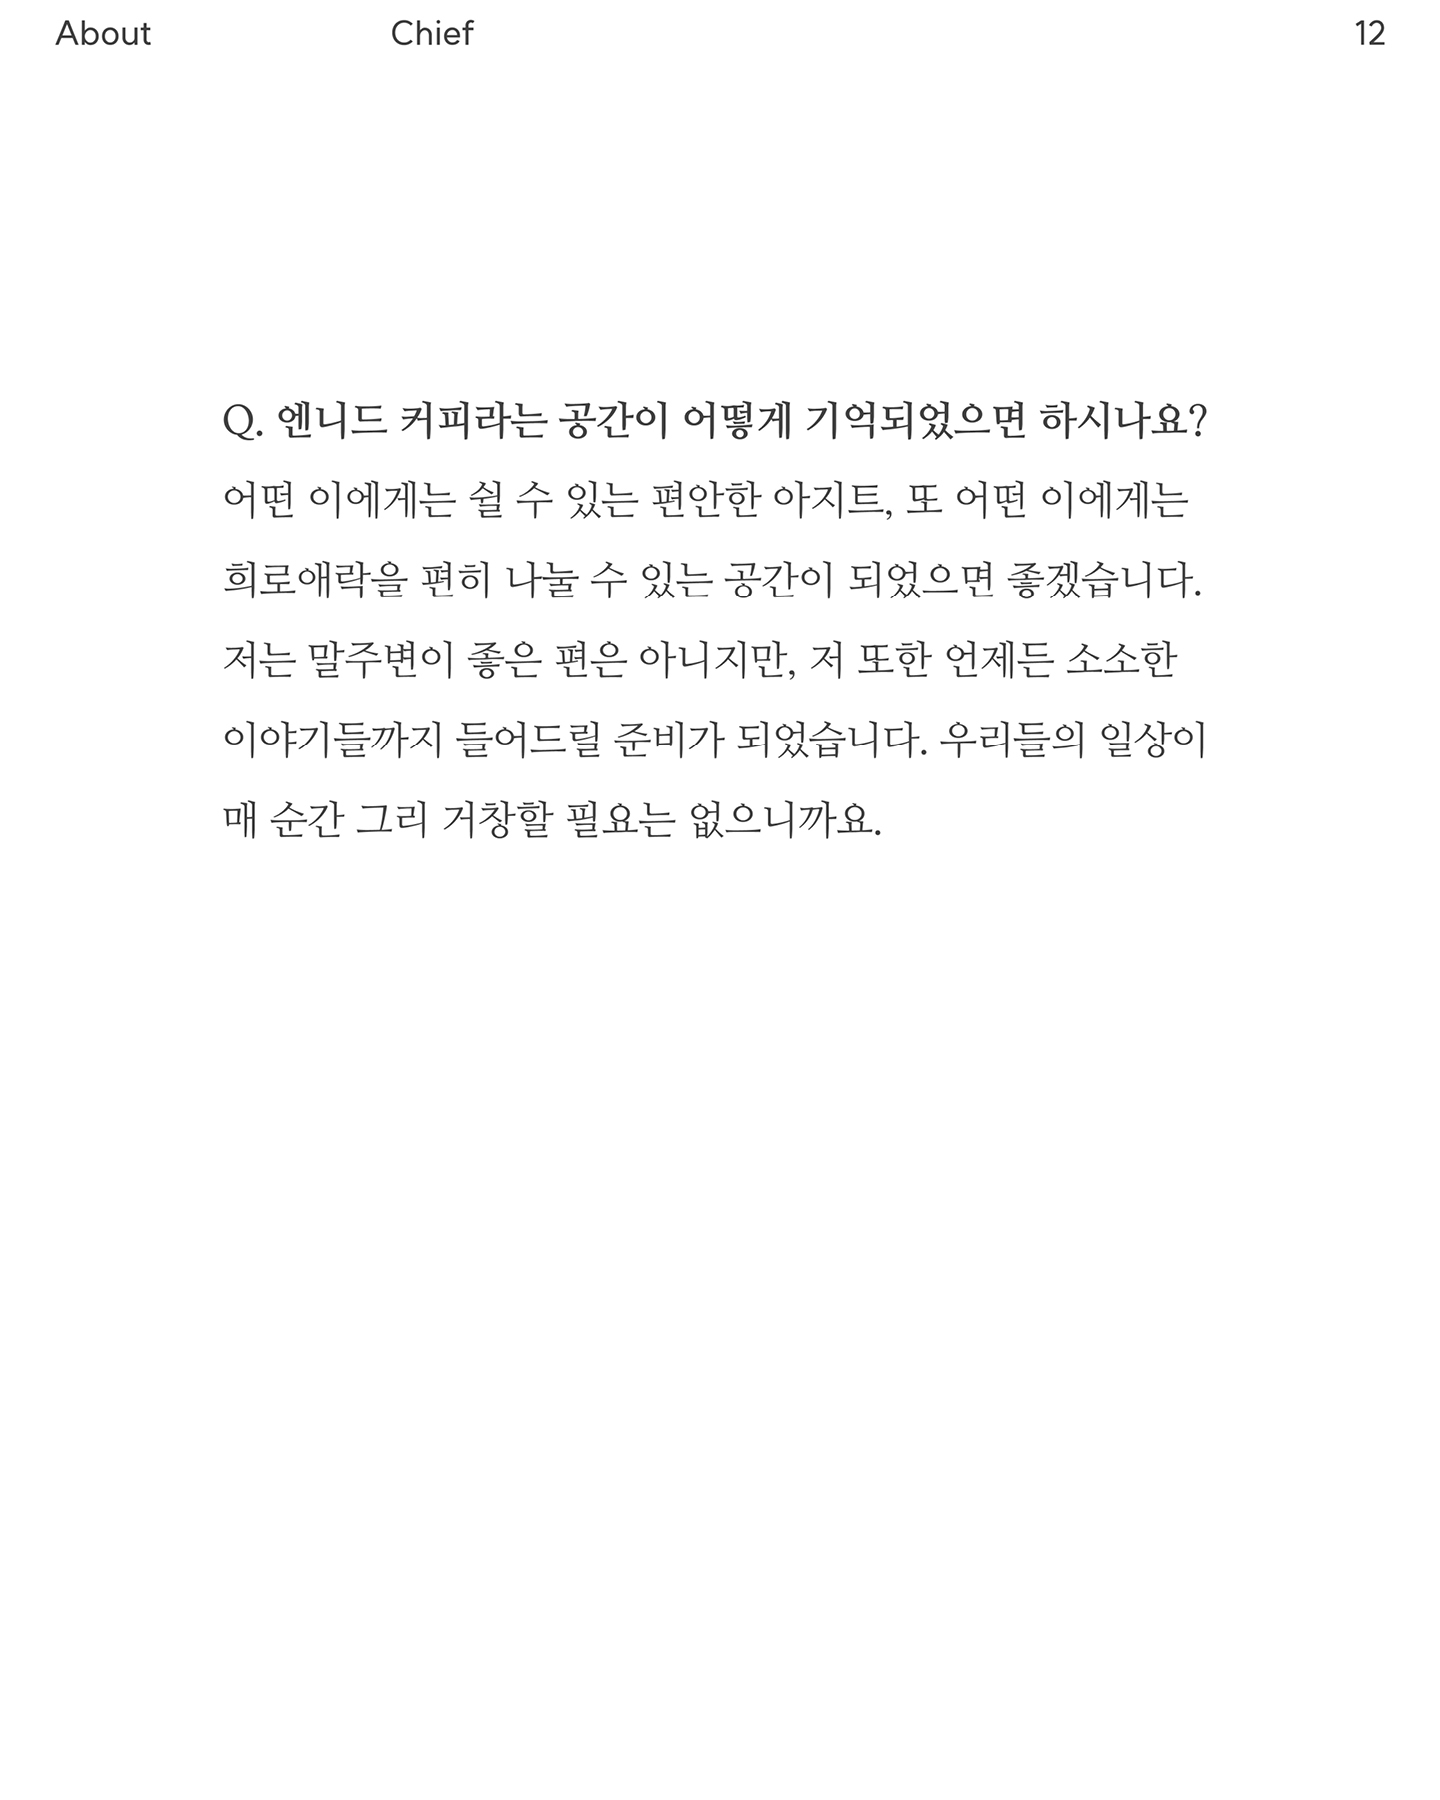 About Chief 12
Q. 엔니드 커피라는 공간이 어떻게 기억되었으면 하시나요?
어떤 이에게는 쉴 수 있는 편안한 아지트, 또 어떤 이에게는
희로애락을 편히 나눌 수 있는 공간이 되었으면 좋겠습니다.
저는 말주변이 좋은 편은 아니지만, 저 또한 언제든 소소한
이야기들까지 들어드릴 준비가 되었습니다. 우리들의 일상이
매 순간 그리 거창할 필요는 없으니까요.